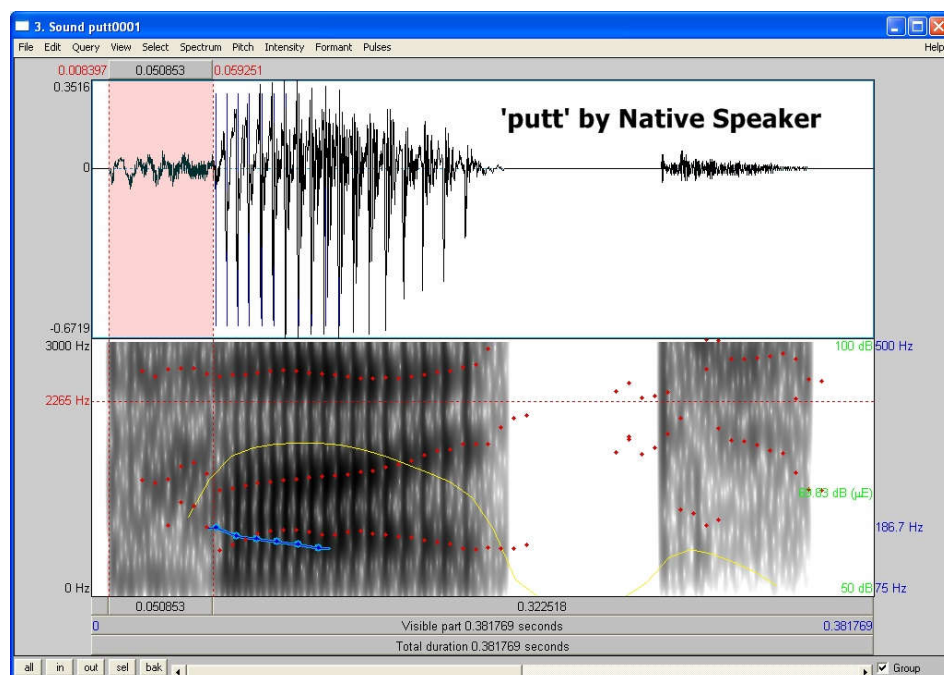 3. Sound putt0001
File Edit Query View Select Spectrum Pitch Intensity Formant Pulses Help
0.008397 0.050853 0.059251
0.3516
'putt' by Native Speaker
0
-0.6719
3000 Hz 100 dB 500 Hz
2265 Hz
dB (µE)
186.7 Hz
0 Hz 50 dB 75 Hz
0.050853 0.322518
0 Visible part 0.381769 seconds 0.381769
Total duration 0.381769 seconds
all in out sel bak Group